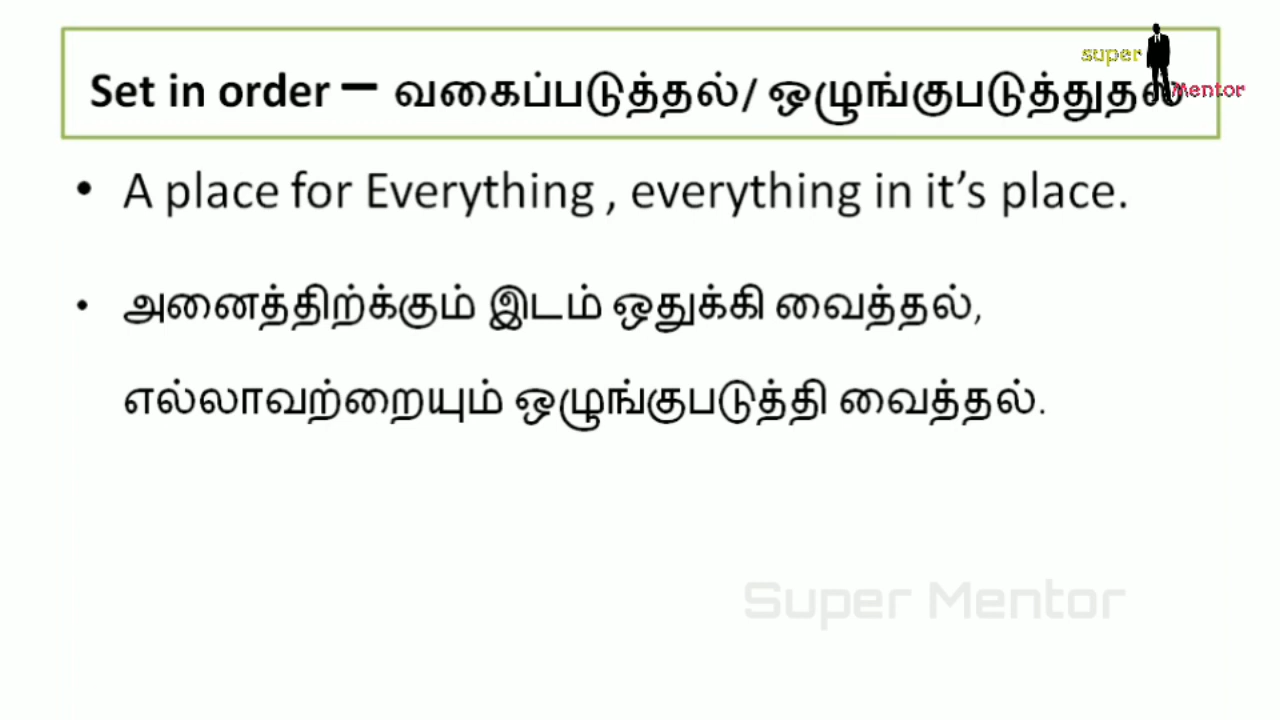 Set in order – வகைப்படுத்தல்/ ஒழுங்குபடுத்துதல்
super
Mentor
• A place for Everything , everything in it’s place.
• அனைத்திற்க்கும் இடம் ஒதுக்கி வைத்தல்,
எல்லாவற்றையும் ஒழுங்குபடுத்தி வைத்தல்.
Super Mentor